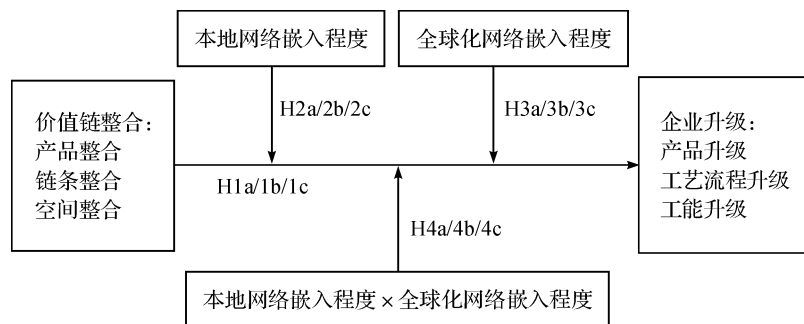 本地网络嵌入程度
全球化网络嵌入程度
价值链整合：
产品整合
链条整合
空间整合
H2a/2b/2c
H3a/3b/3c
H1a/1b/1c
H4a/4b/4c
企业升级：
产品升级
工艺流程升级
工能升级
本地网络嵌入程度×全球化网络嵌入程度